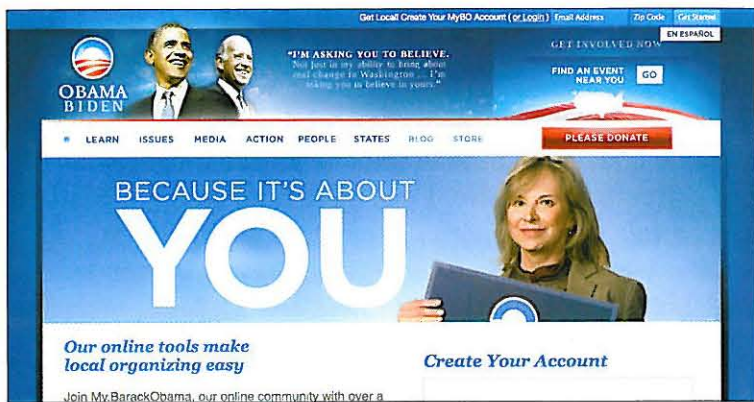 Get Local! Create Your MyBO Account ( or Login ) Email Address Zip Code Get Started
EN ESPAÑOL
OBAMA
BIDEN
"I'M ASKING YOU TO BELIEVE.
Not just in my ability to bring about
real change in Washington ... I'm
asking you to believe in yours."
GET INVOLVED NOW
FIND AN EVENT
NEAR YOU GO
LEARN ISSUES MEDIA ACTION PEOPLE STATES BLOG STORE
PLEASE DONATE
BECAUSE IT'S ABOUT
YOU
Our online tools make
local organizing easy
Create Your Account
Join My.BarackObama, our online community with over a